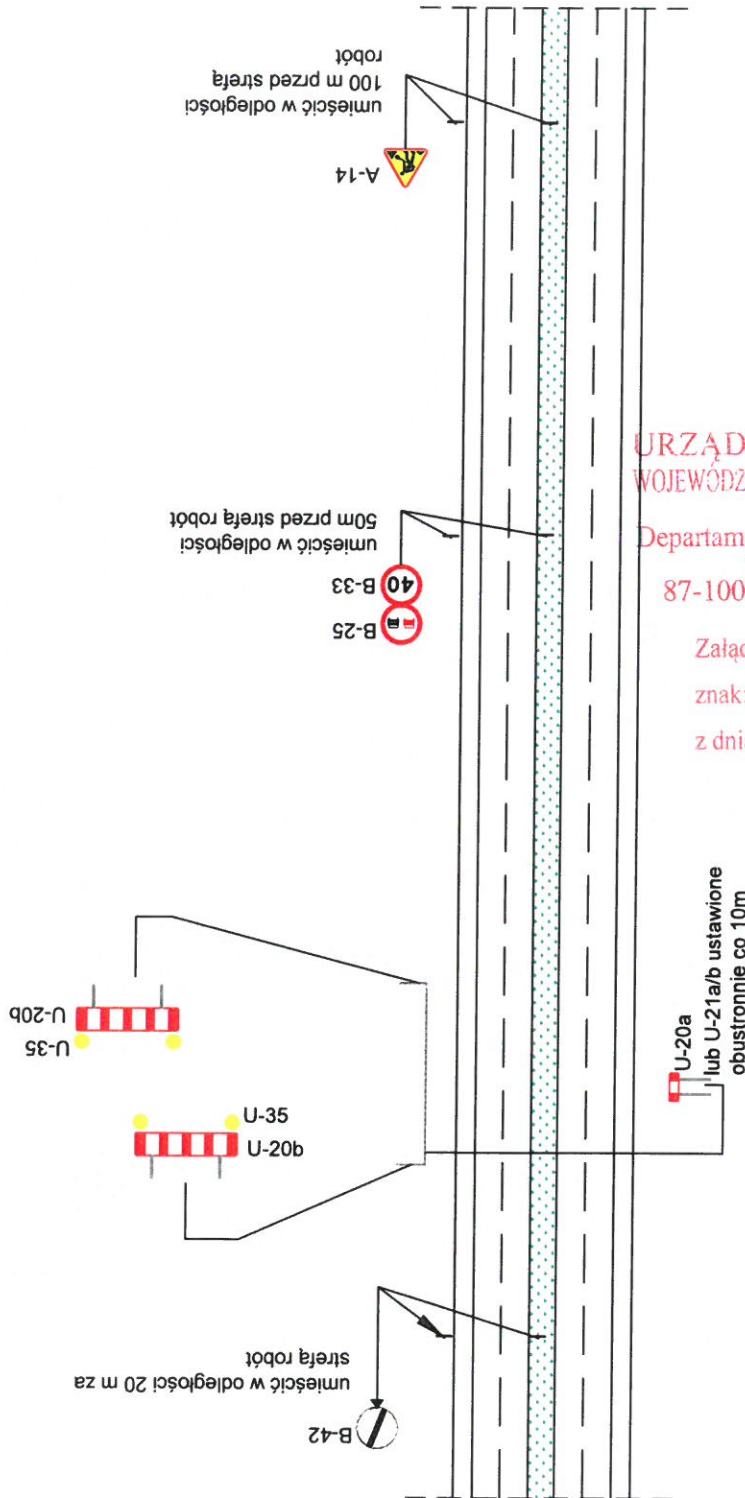 umieścić w odległości
100 m przed strefą
robót
A-14
umieścić w odległości
50m przed strefą robót
40
B-33
B-25
URZĄD
WOJEWÓDZ
Departam
87-100
Załąc
znak:
z dnia
U-20b
U-35
U-35
U-20b
U-20a
lub U-21a/b ustawione
obustronnie co 10m
umieścić w odległości 20 m za
strefą robót
B-42